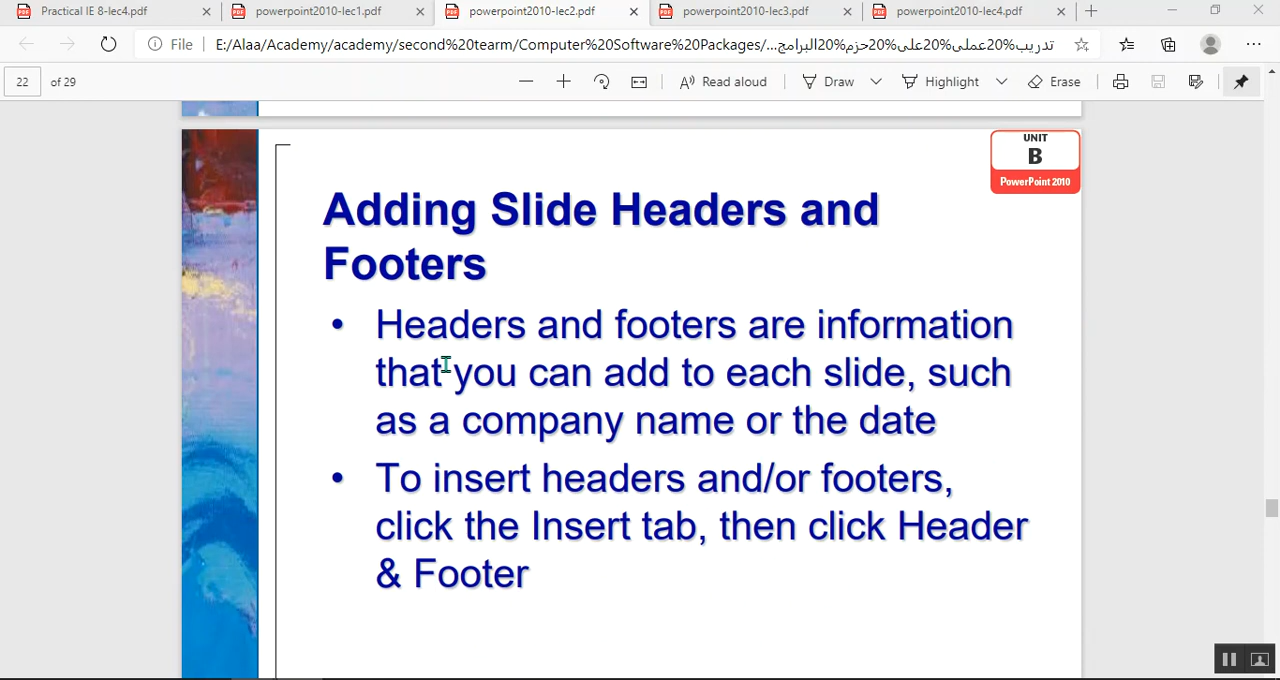 Practical IE 8-lec4.pdf
powerpoint2010-lec1.pdf
powerpoint2010-lec2.pdf
powerpoint2010-lec3.pdf
powerpoint2010-lec4.pdf
File
E:/Alaa/Academy/academy/second%20tearm/Computer%20Software%20Packages/...تدريب%20عملى%20على%20حزم%20البرامج
22
of 29
Read aloud
Draw
Highlight
Erase
UNIT
B
PowerPoint 2010
Adding Slide Headers and
Footers
• Headers and footers are information
that you can add to each slide, such
as a company name or the date
• To insert headers and/or footers,
click the Insert tab, then click Header
& Footer